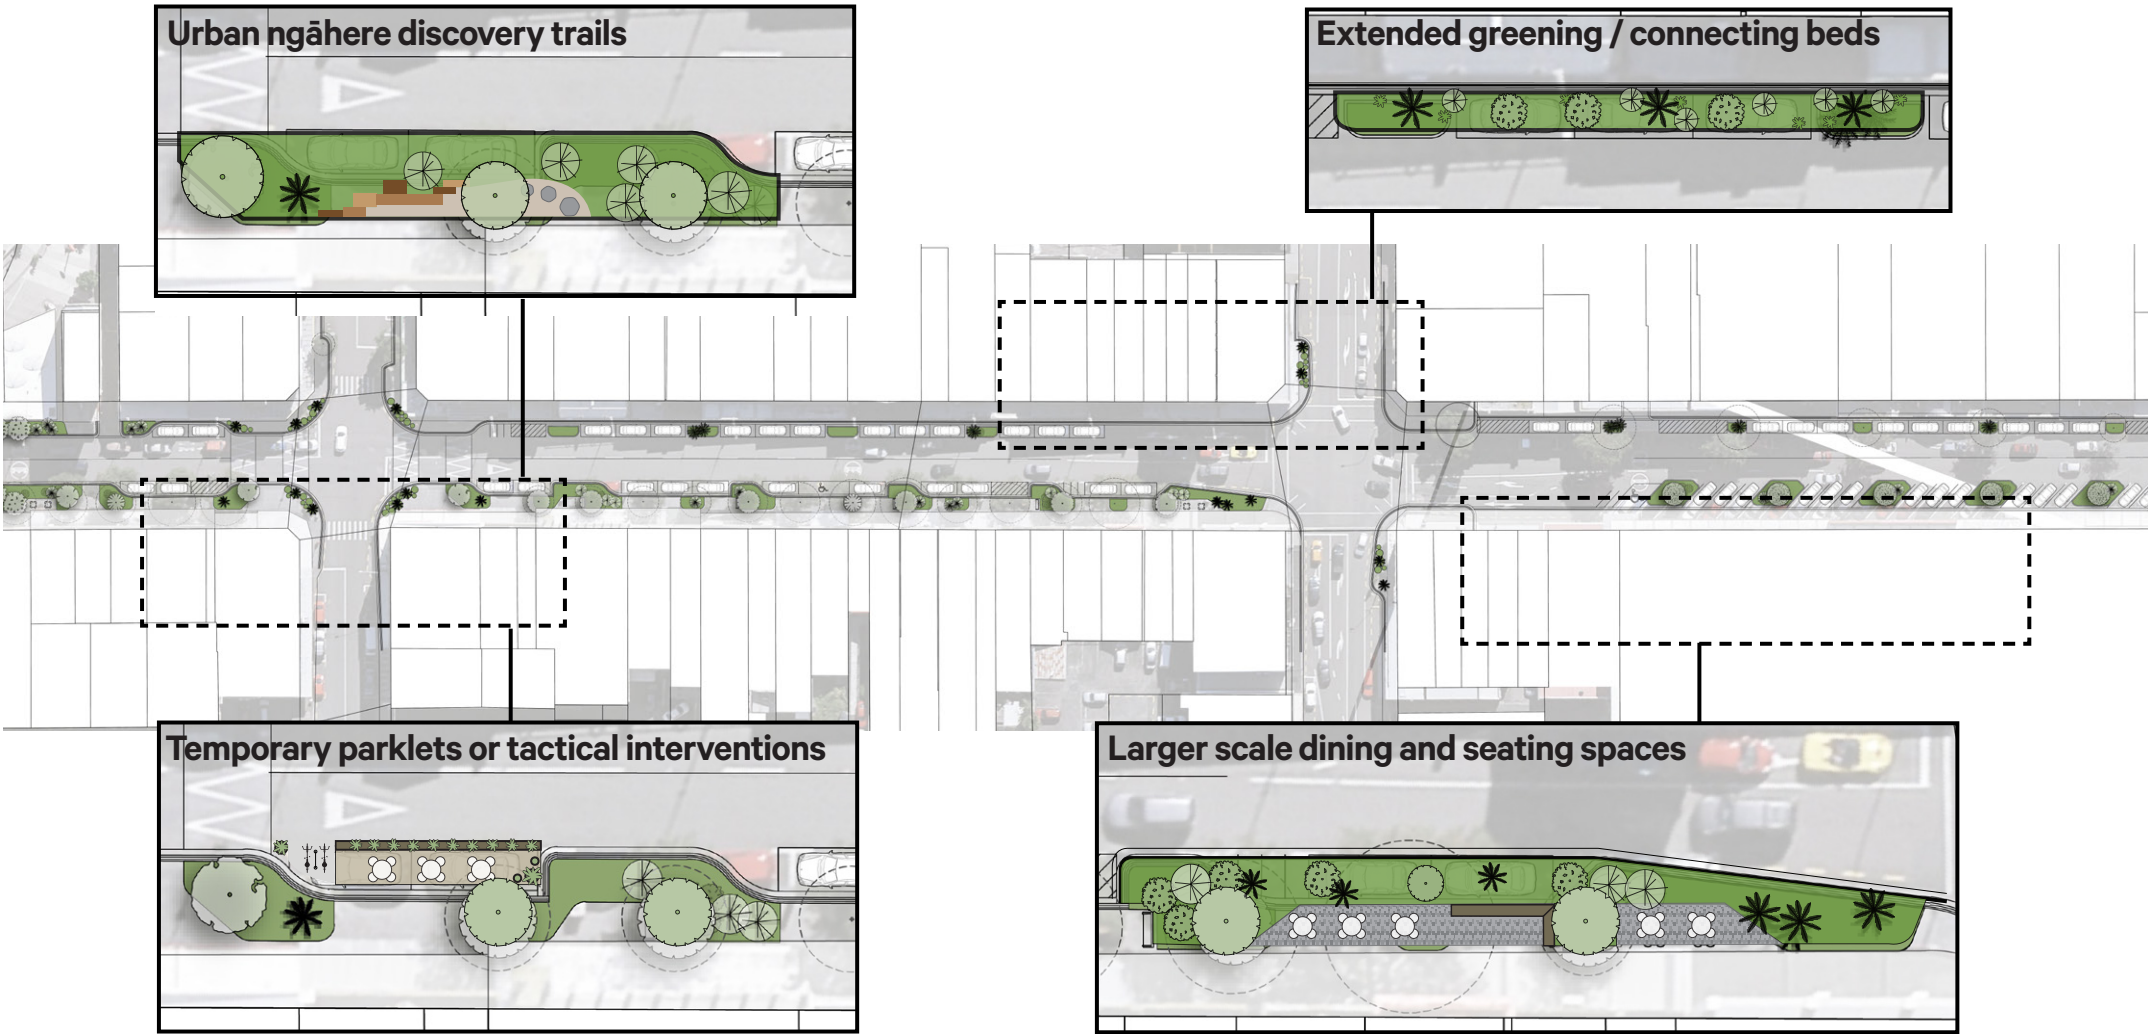 Urban ngāhere discovery trails
Extended greening / connecting beds
Temporary parklets or tactical interventions
Larger scale dining and seating spaces